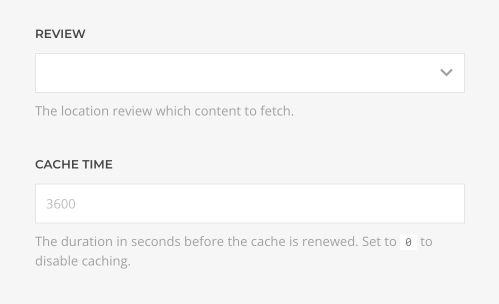 REVIEW
The location review which content to fetch.
CACHE TIME
3600
The duration in seconds before the cache is renewed. Set to 0 to
disable caching.